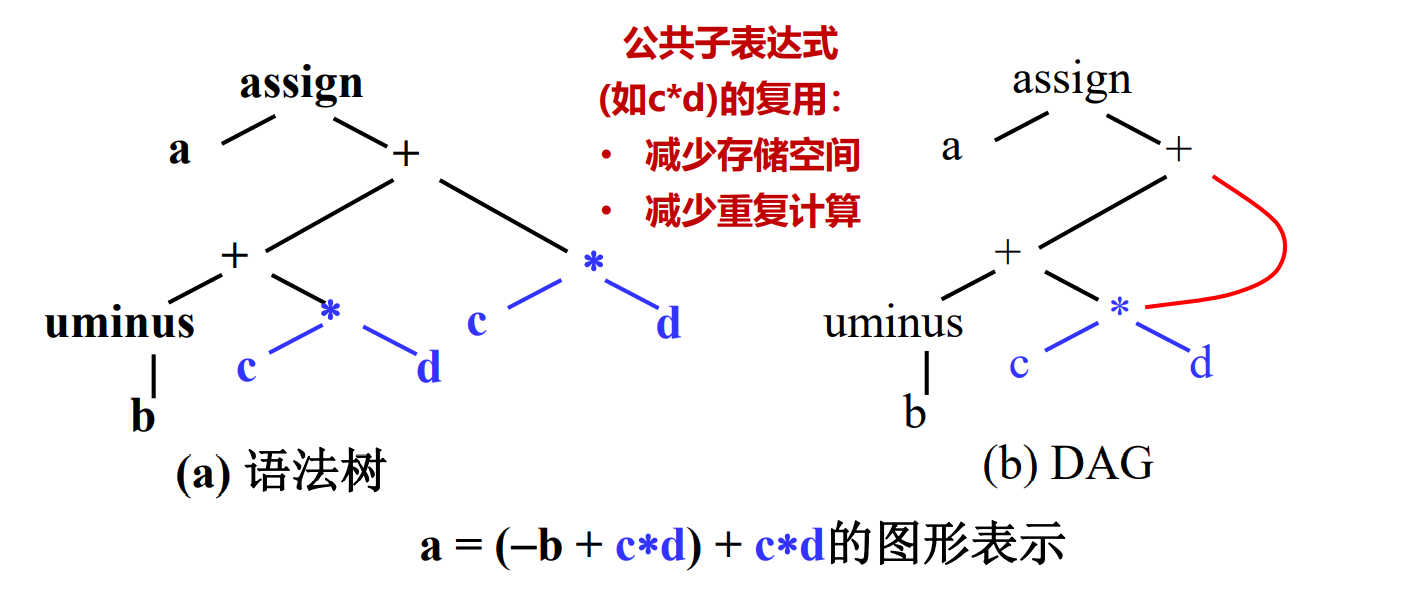 公共子表达式
(如c*d)的复用：
• 减少存储空间
• 减少重复计算
assign
a
+
+
*
uminus
*
c
d
c
d
b
(a) 语法树
assign
a
+
+
uminus
*
c
d
b
(b) DAG
a = (–b + c*d) + c*d的图形表示